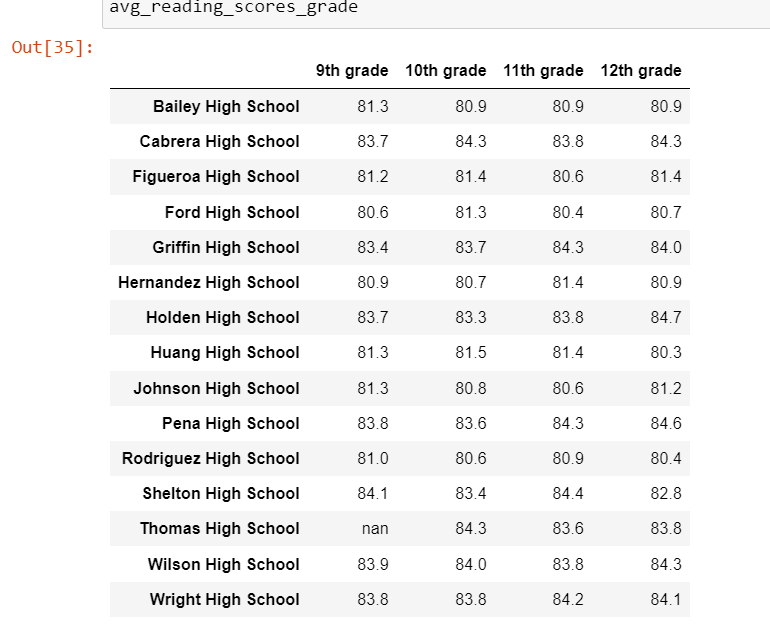 avg_reading_scores_grade
Out[35]:
9th grade 10th grade 11th grade 12th grade
Bailey High School 81.3 80.9 80.9 80.9
Cabrera High School 83.7 84.3 83.8 84.3
Figueroa High School 81.2 81.4 80.6 81.4
Ford High School 80.6 81.3 80.4 80.7
Griffin High School 83.4 83.7 84.3 84.0
Hernandez High School 80.9 80.7 81.4 80.9
Holden High School 83.7 83.3 83.8 84.7
Huang High School 81.3 81.5 81.4 80.3
Johnson High School 81.3 80.8 80.6 81.2
Pena High School 83.8 83.6 84.3 84.6
Rodriguez High School 81.0 80.6 80.9 80.4
Shelton High School 84.1 83.4 84.4 82.8
Thomas High School nan 84.3 83.6 83.8
Wilson High School 83.9 84.0 83.8 84.3
Wright High School 83.8 83.8 84.2 84.1